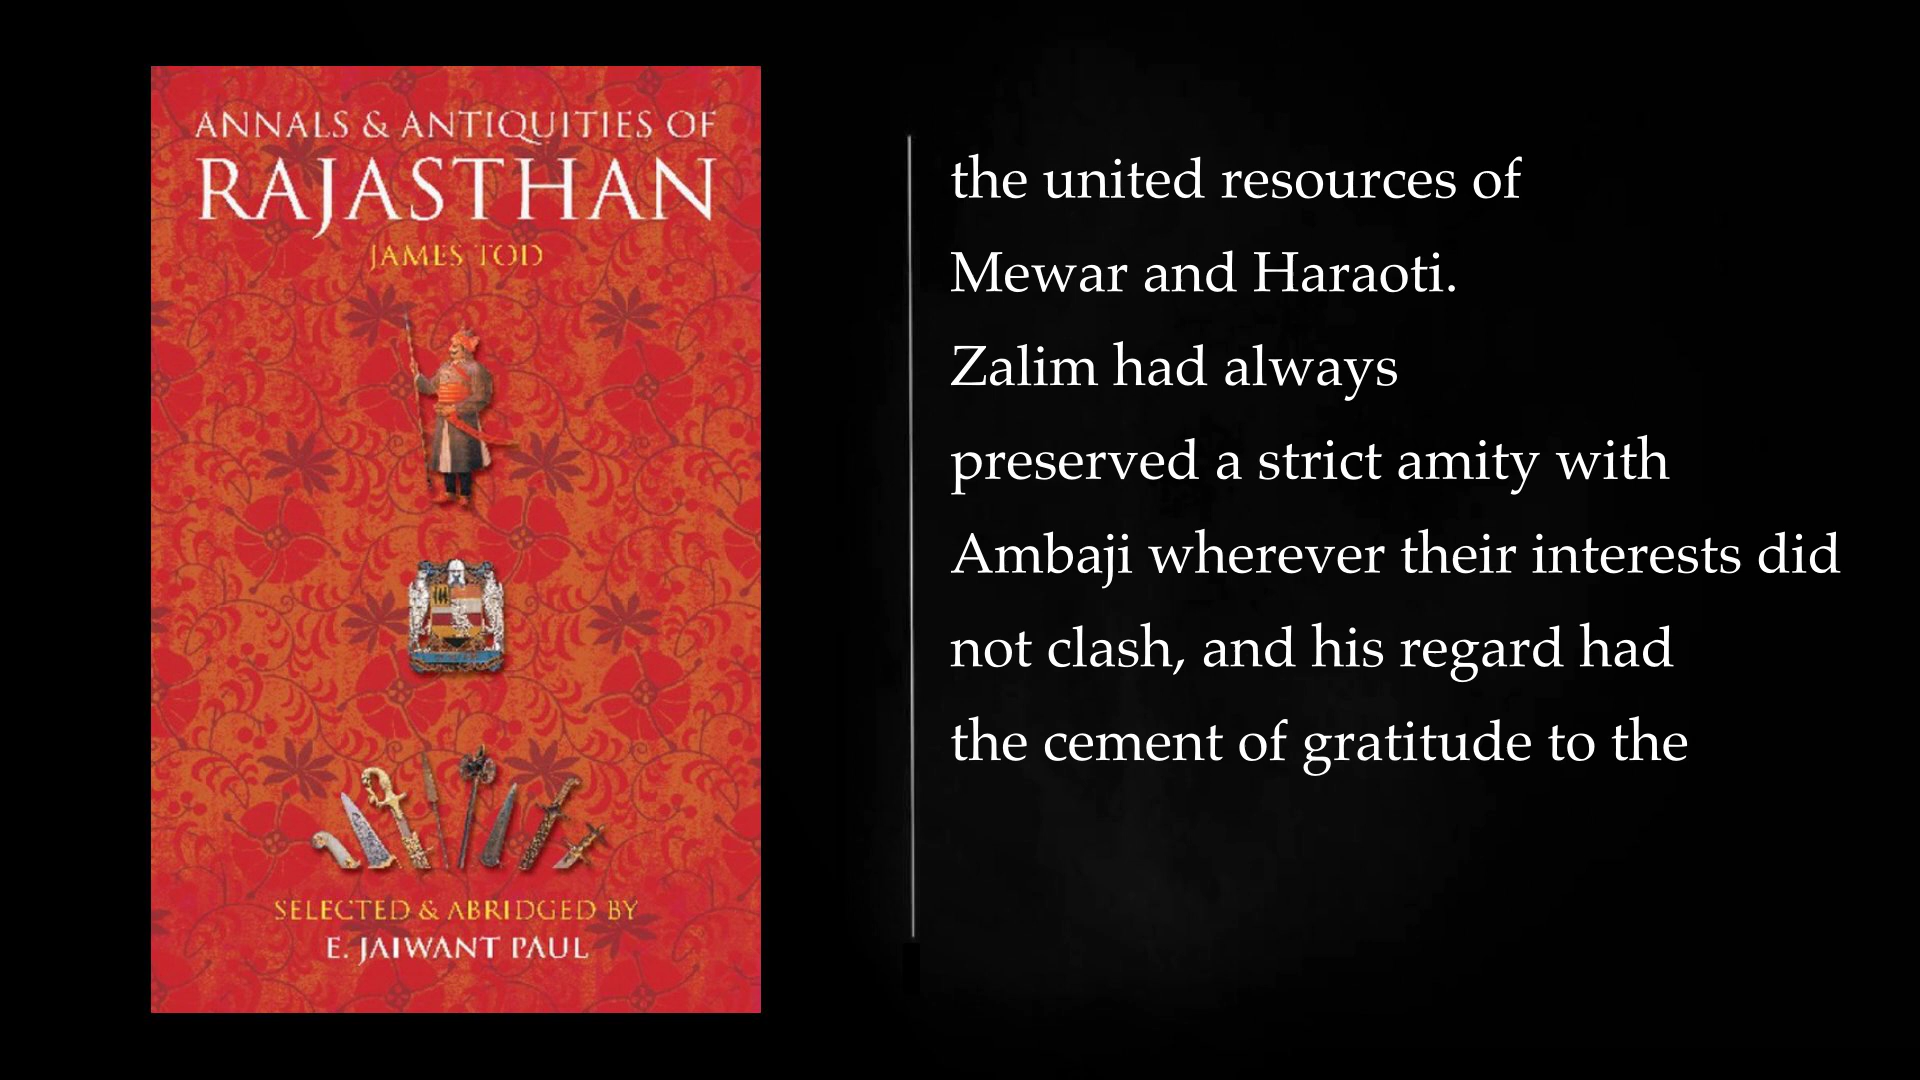 ANNALS & ANTIQUITIES OF
RAJASTHAN
JAMES TOD
SELECTED & ABRIDGED BY
E. JAIWANT PAUL
the united resources of
Mewar and Haraoti.
Zalim had always
preserved a strict amity with
Ambaji wherever their interests did
not clash, and his regard had
the cement of gratitude to the